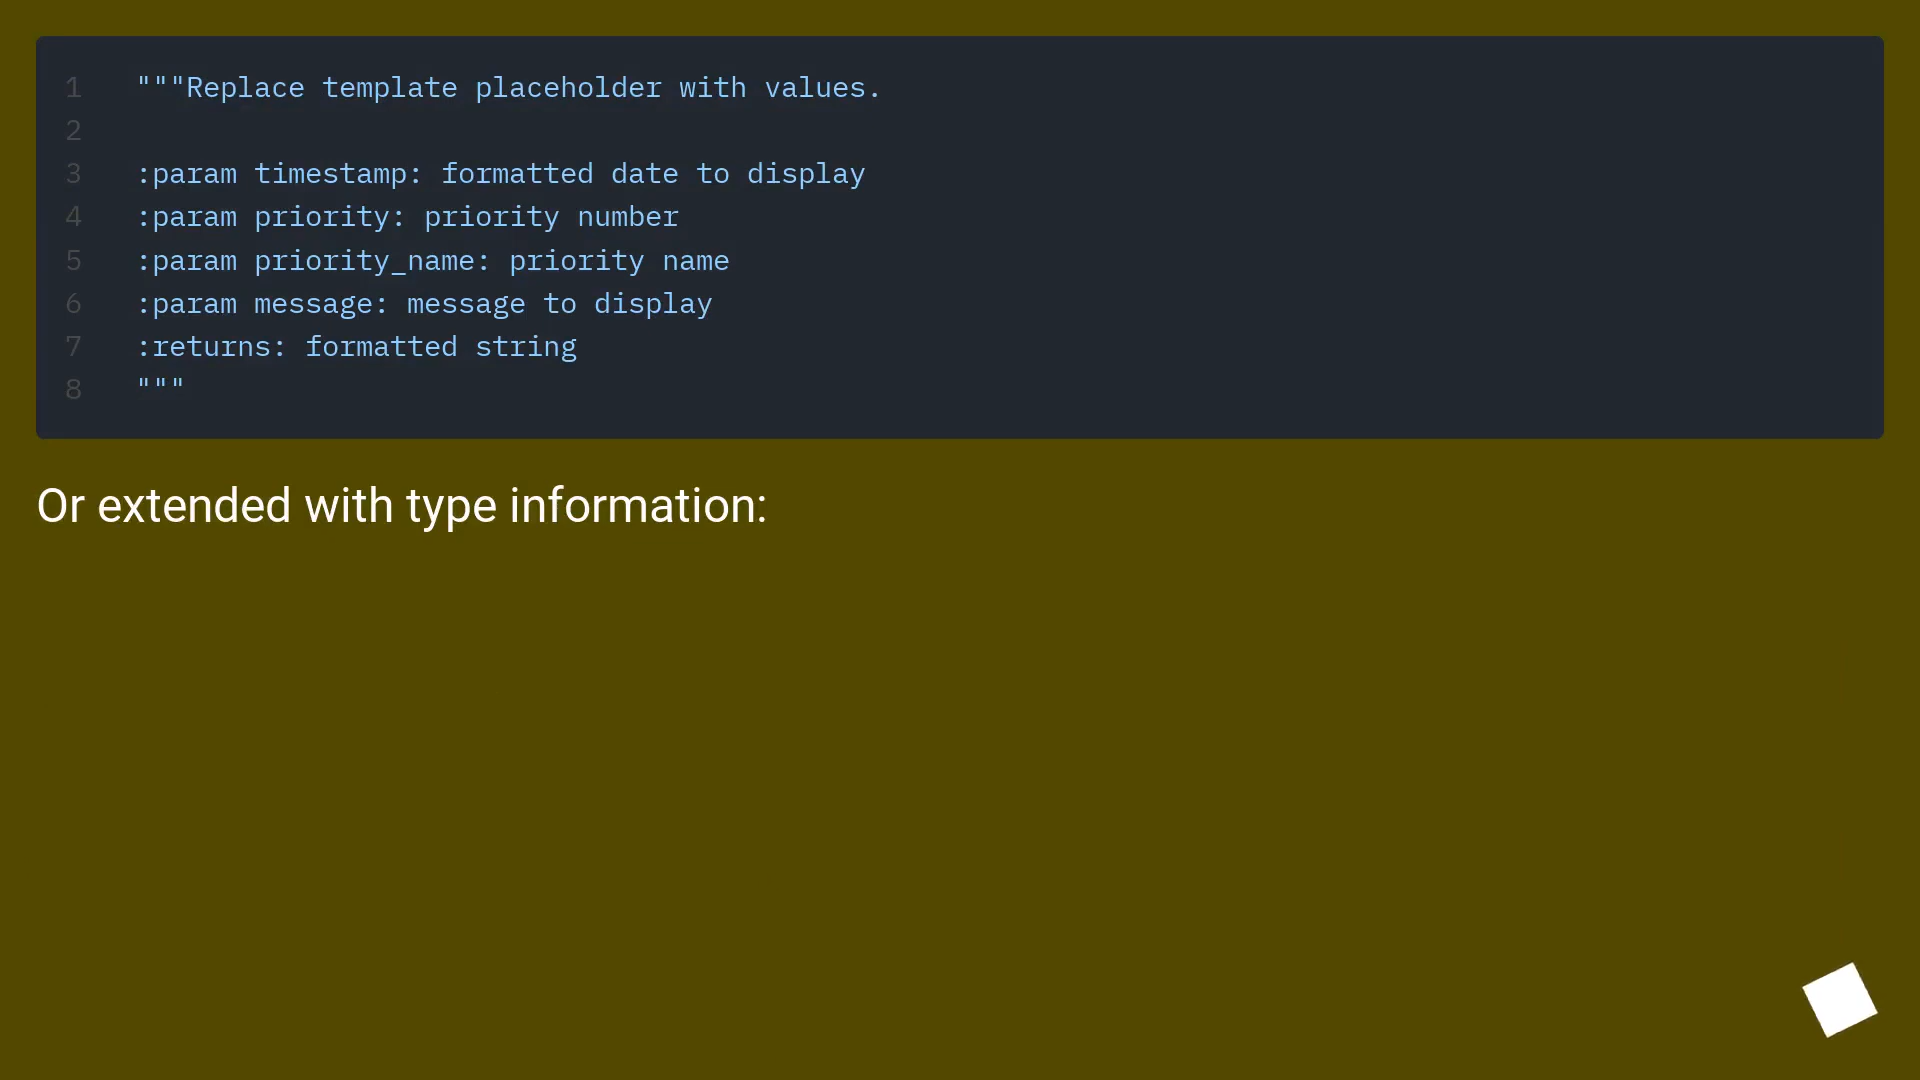 1 """Replace template placeholder with values.
2
3 :param timestamp: formatted date to display
4 :param priority: priority number
5 :param priority_name: priority name
6 :param message: message to display
7 :returns: formatted string
8 """
Or extended with type information: